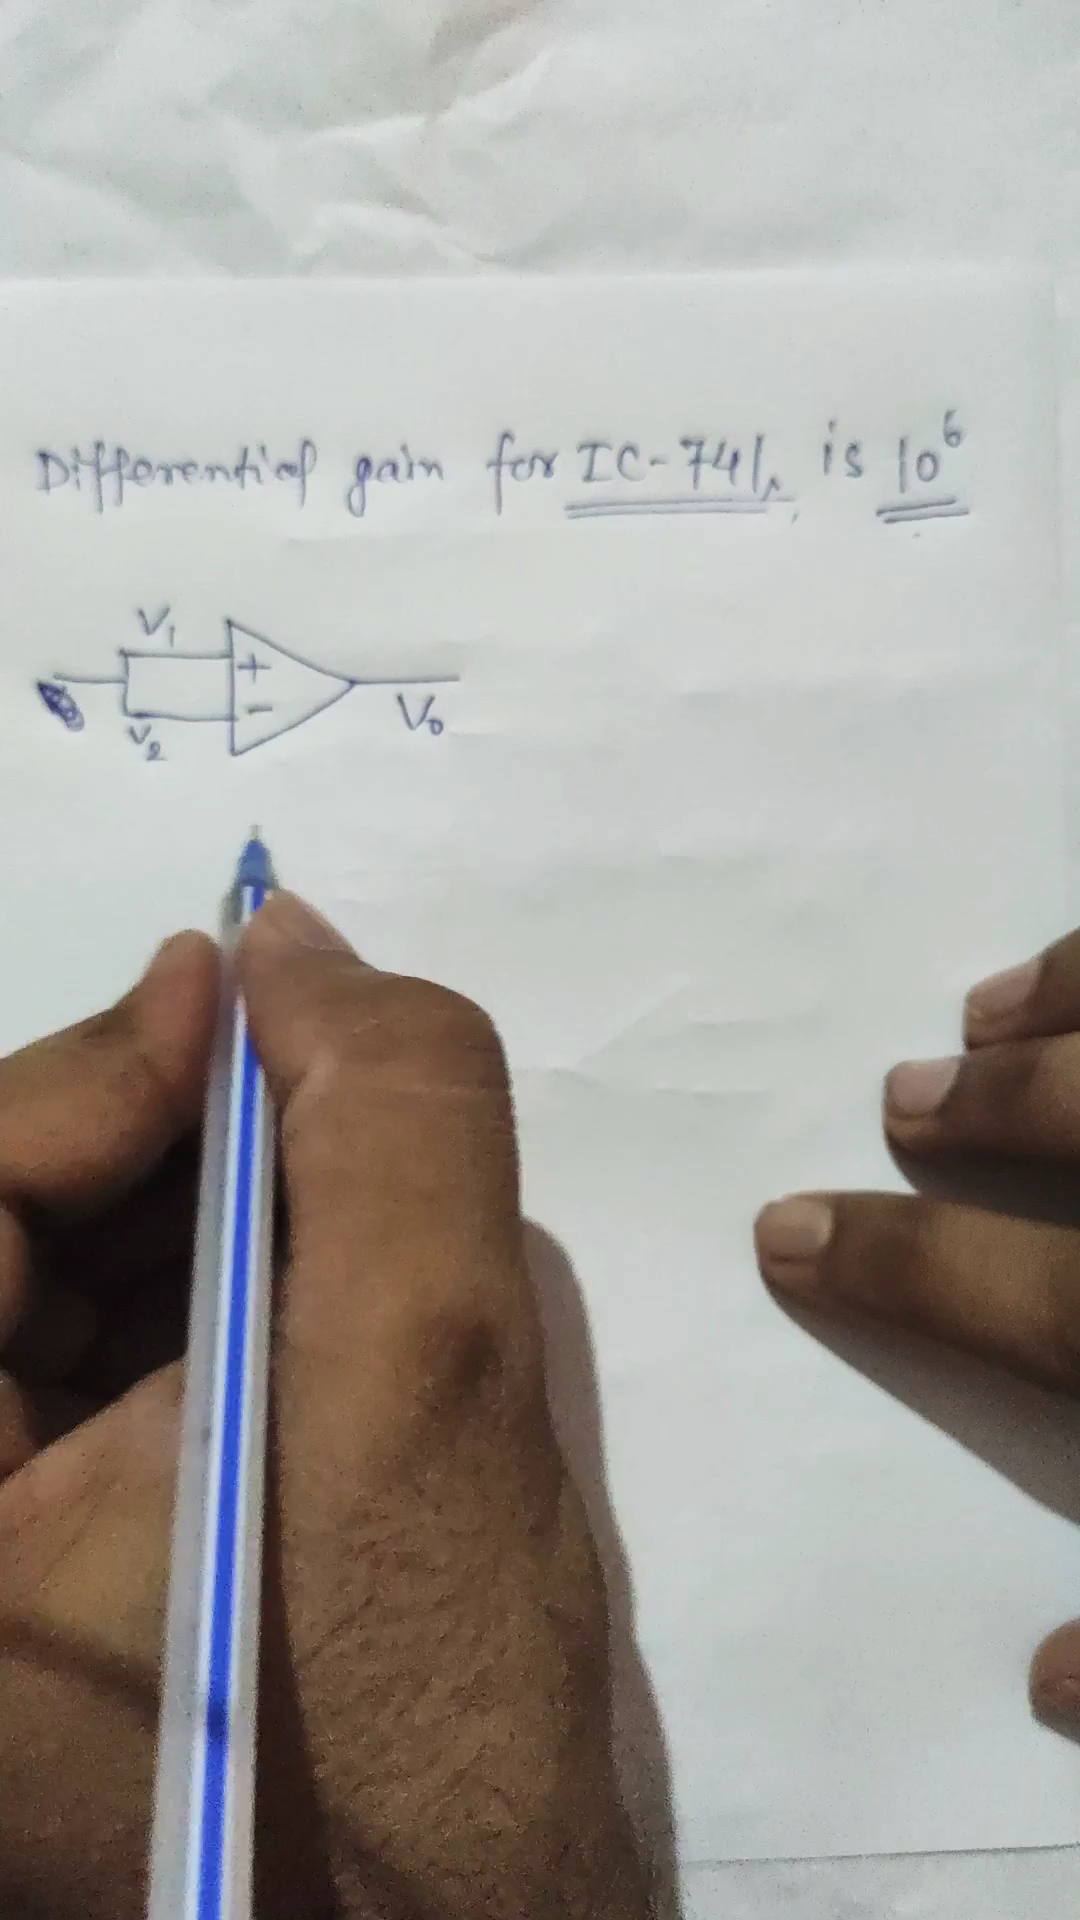 Differential gain for IC-741, is 10⁶
V₁
+
-
V₂
V₀